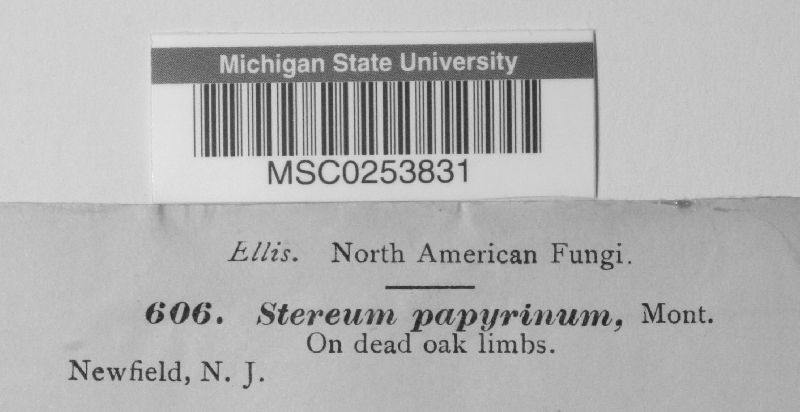 Michigan State University
MSC0253831
Ellis. North American Fungi.
606. Stereum papyrinum, Mont.
On dead oak limbs.
Newfield, N. J.